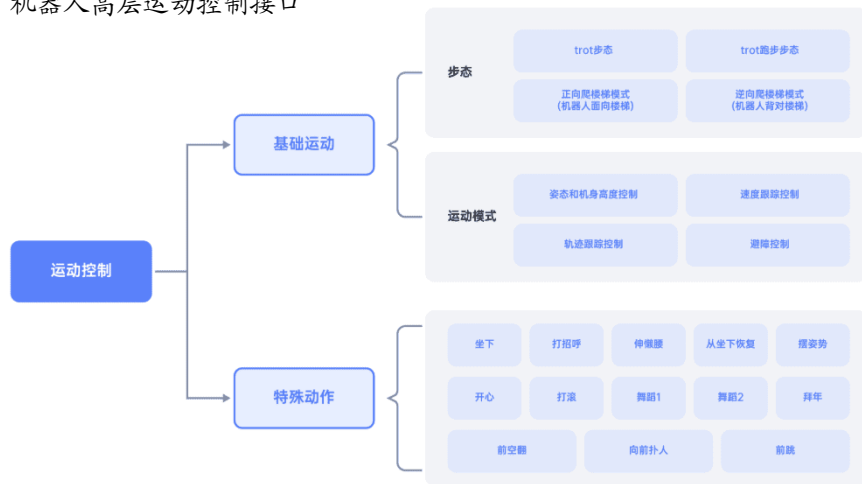 机器人高层运动控制接口
运动控制
基础运动
步态
trot步态
trot跑步步态
正向爬楼梯模式
(机器人面向楼梯)
逆向爬楼梯模式
(机器人背对楼梯)
运动模式
姿态和机身高度控制
速度跟踪控制
轨迹跟踪控制
避障控制
特殊动作
坐下
打招呼
伸懒腰
从坐下恢复
摆姿势
开心
打滚
舞蹈1
舞蹈2
拜年
前空翻
向前扑人
前跳